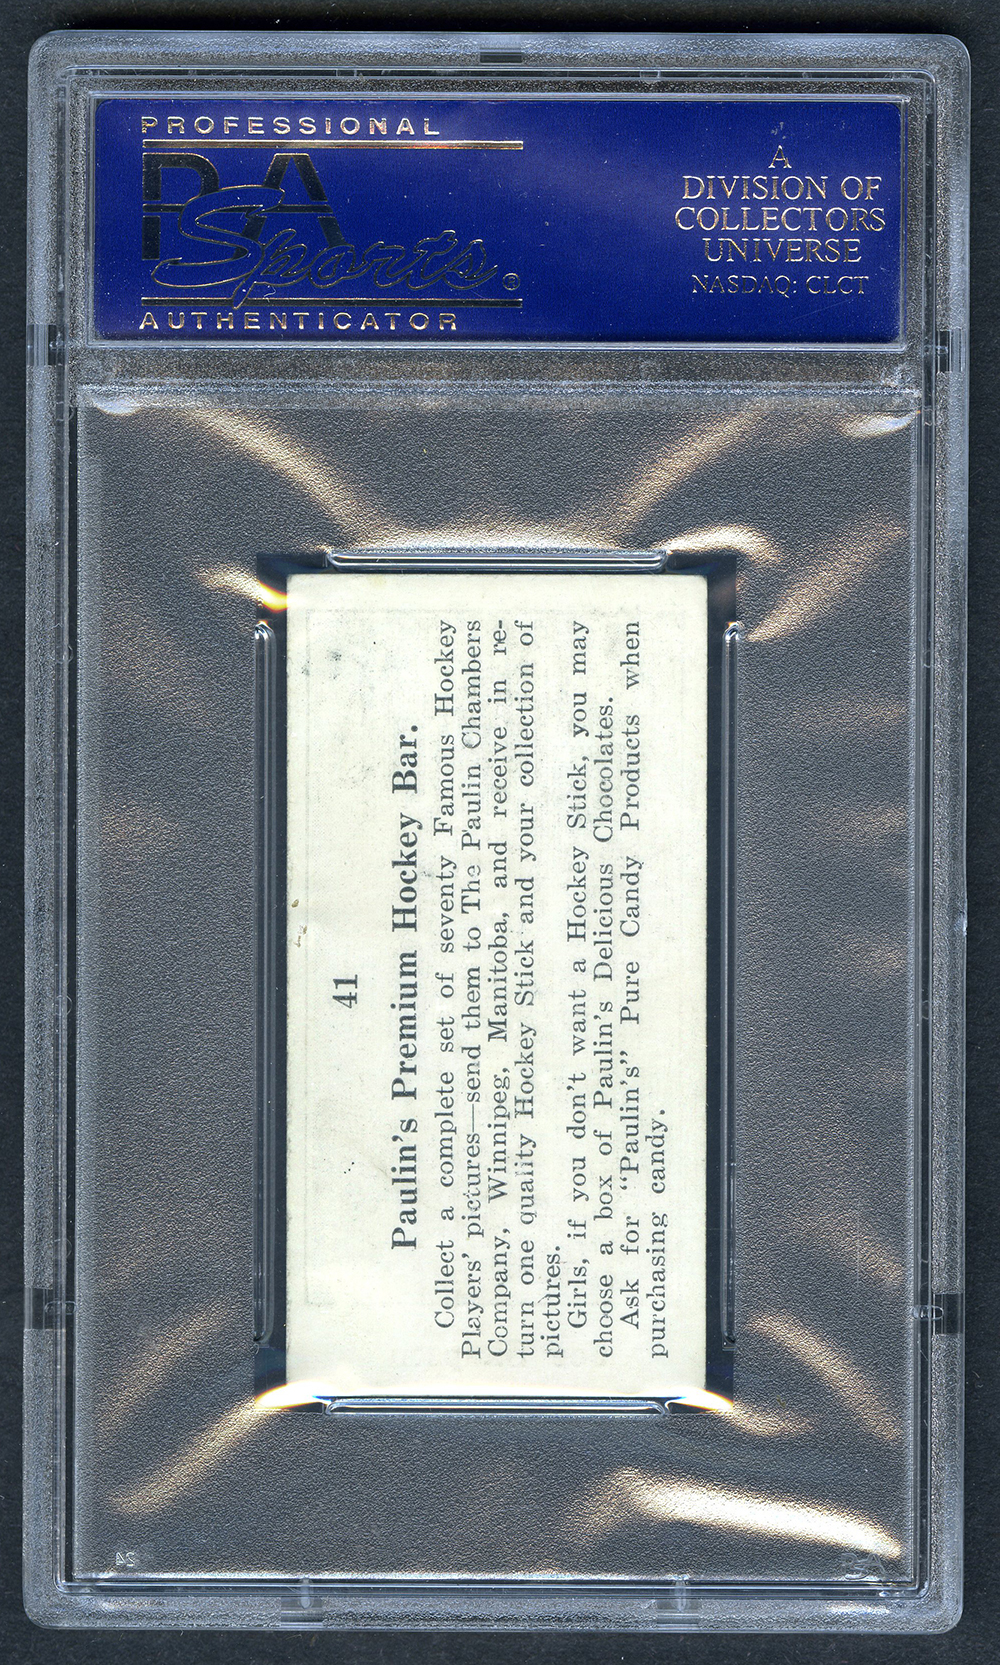 PROFESSIONAL
PSA
Sports®
AUTHENTICATOR
A
DIVISION OF
COLLECTORS
UNIVERSE
NASDAQ: CLCT
41
Paulin's Premium Hockey Bar.
Collect a complete set of seventy Famous Hockey
Players' pictures—send them to The Paulin Chambers
Company, Winnipeg, Manitoba, and receive in re-
turn one quality Hockey Stick and your collection of
pictures.
Girls, if you don't want a Hockey Stick, you may
choose a box of Paulin's Delicious Chocolates.
Ask for "Paulin's" Pure Candy Products when
purchasing candy.
24
PSA